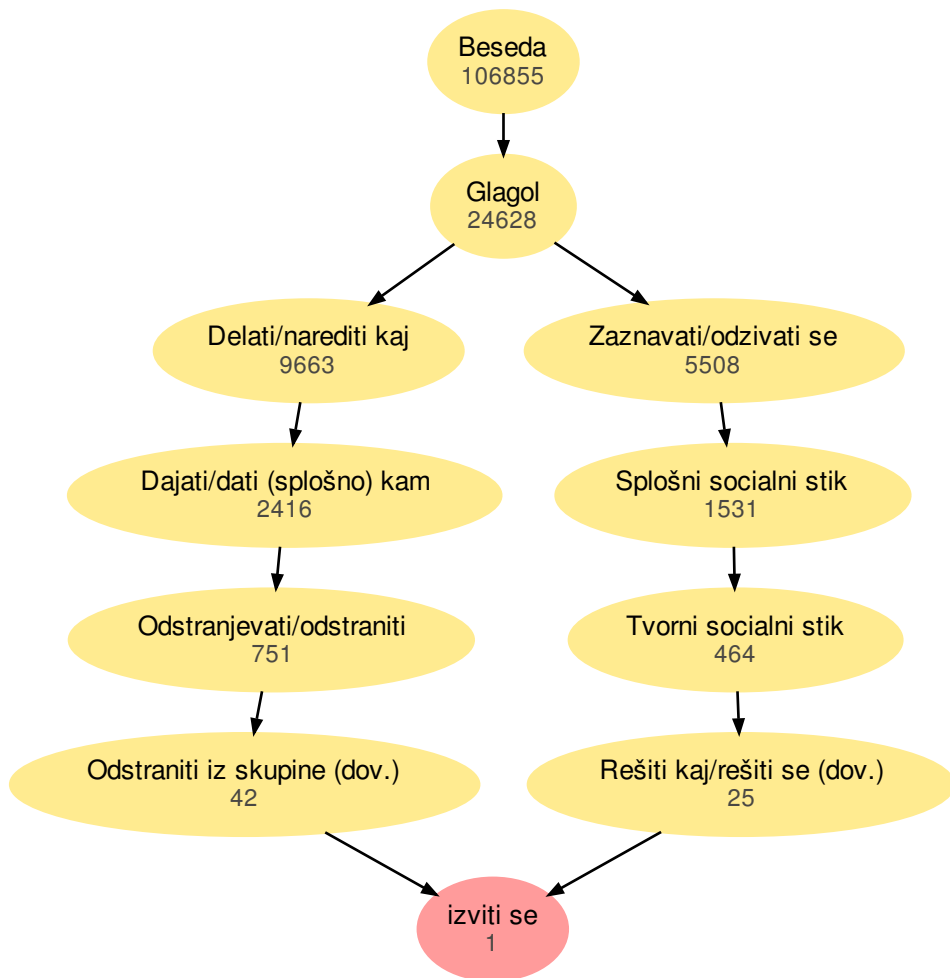 Beseda
106855
Glagol
24628
Delati/narediti kaj
9663
Zaznavati/odzivati se
5508
Dajati/dati (splošno) kam
2416
Splošni socialni stik
1531
Odstranjevati/odstraniti
751
Tvorni socialni stik
464
Odstraniti iz skupine (dov.)
42
Rešiti kaj/rešiti se (dov.)
25
izviti se
1